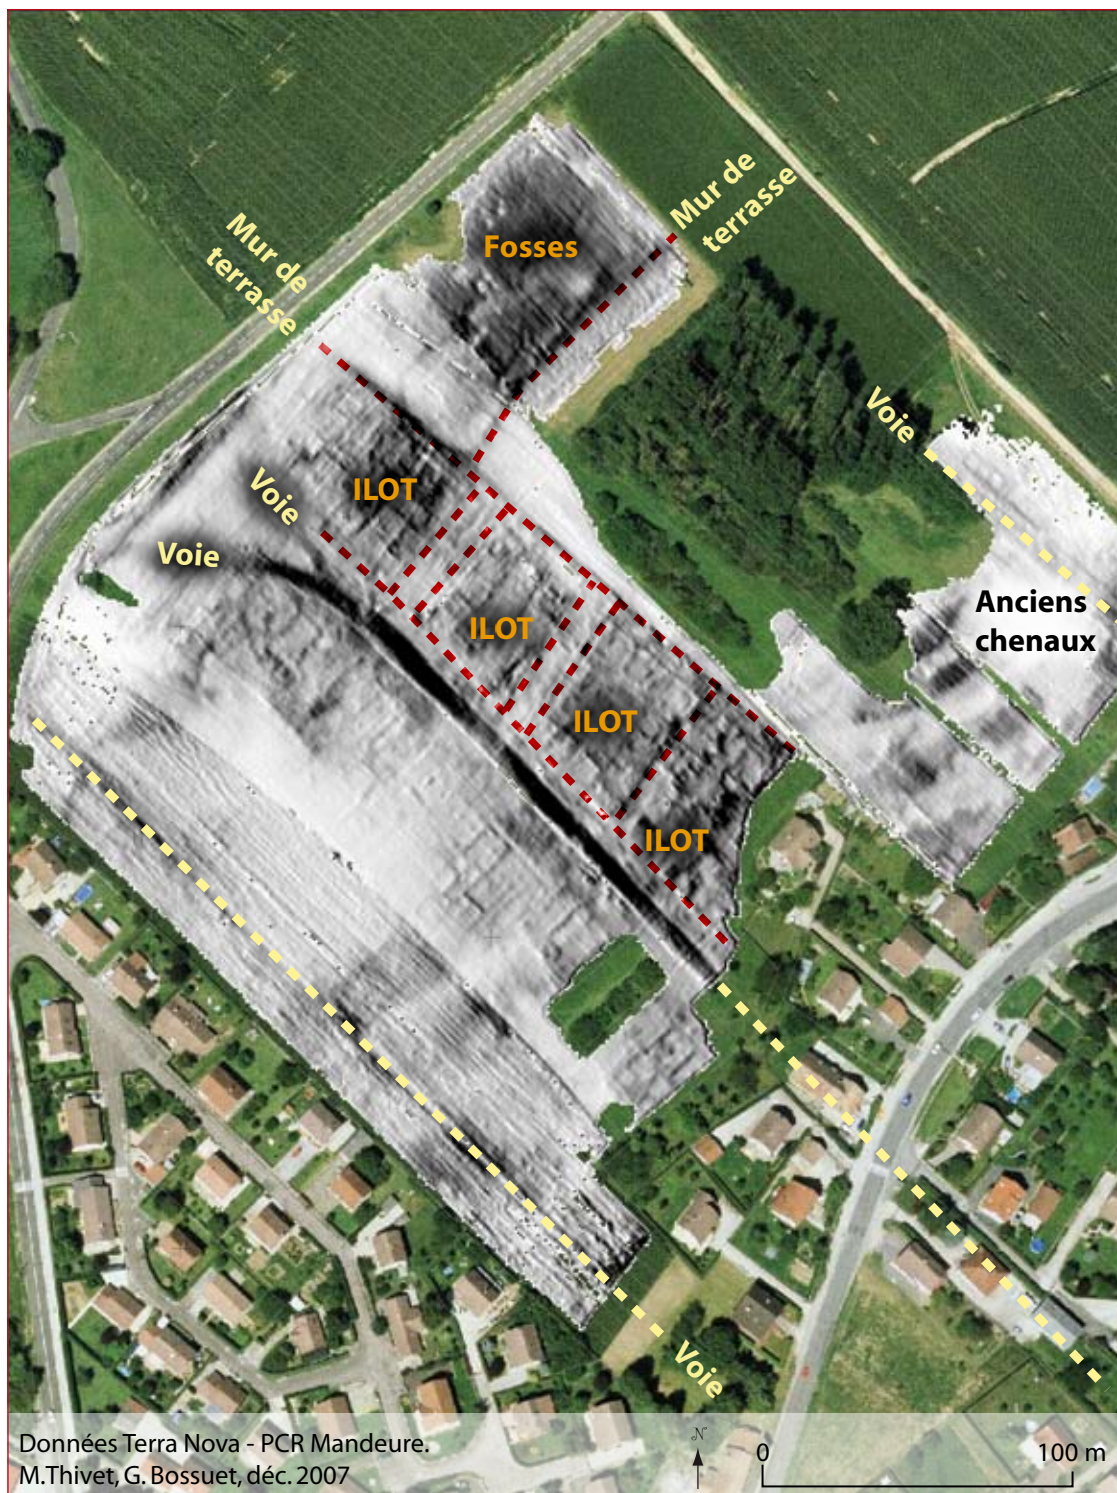 Mur de
terrasse
Fosses
Mur de
terrasse
Voie
ILOT
Voie
Voie
Anciens
chenaux
ILOT
ILOT
ILOT
Voie
Données Terra Nova - PCR Mandeure.
M.Thivet, G. Bossuet, déc. 2007
N
0
100 m